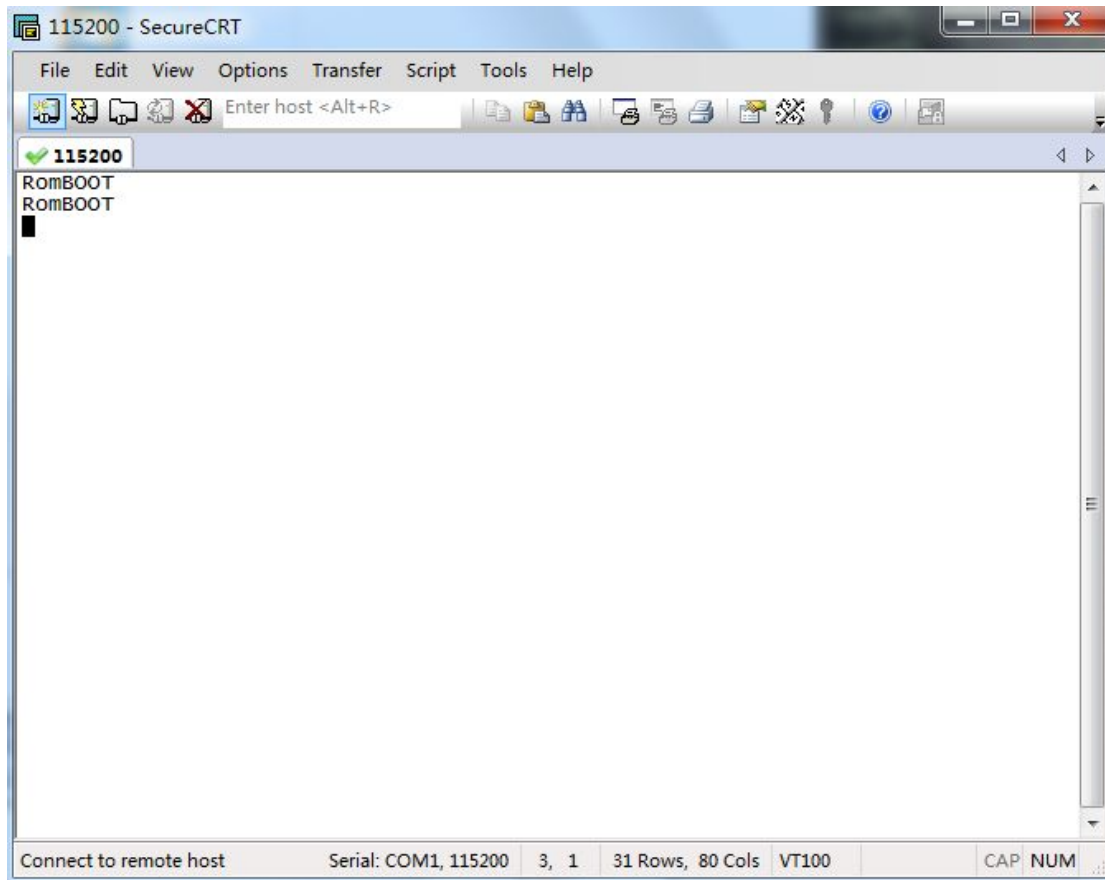 115200 - SecureCRT
File Edit View Options Transfer Script Tools Help
Enter host <Alt+R>
115200
RomBOOT
RomBOOT
Connect to remote host Serial: COM1, 115200 3, 1 31 Rows, 80 Cols VT100 CAP NUM